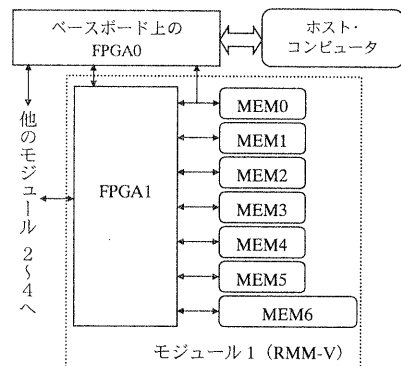 ベースボード上の
FPGA0
ホスト・
コンピュータ
FPGA1
MEM0
MEM1
MEM2
MEM3
MEM4
MEM5
MEM6
他のモジュール 2〜4へ
モジュール1（RMM-V）